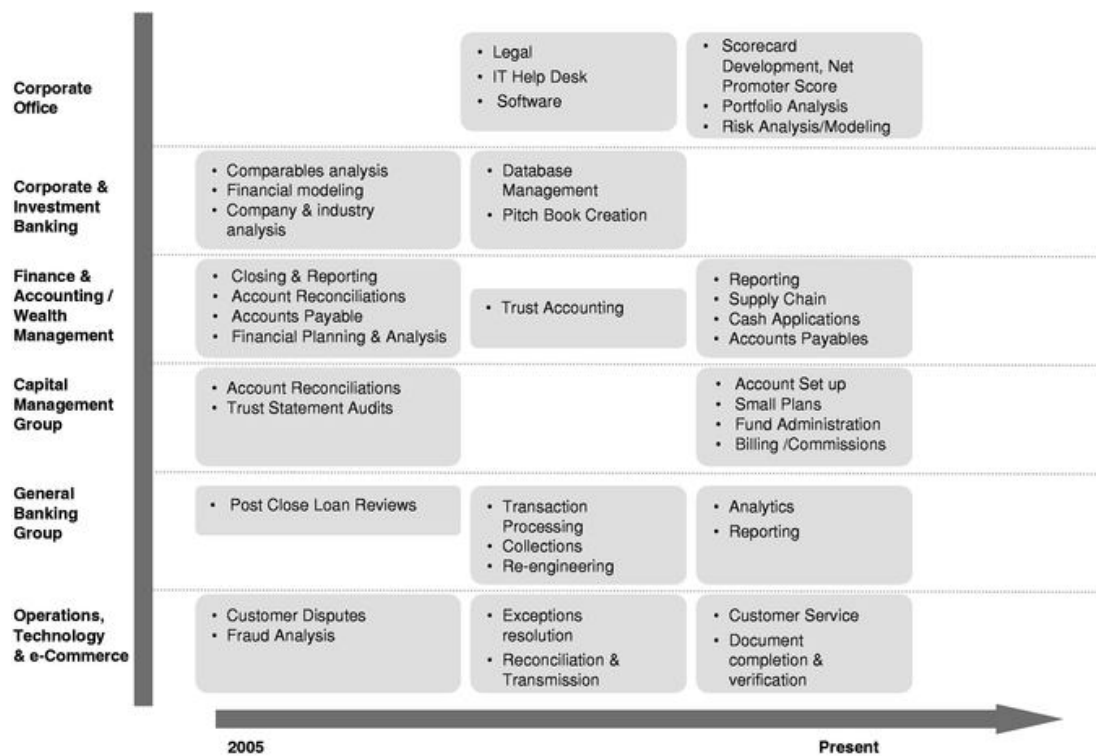 Corporate
Office
• Legal
• IT Help Desk
• Software
• Scorecard
Development, Net
Promoter Score
• Portfolio Analysis
• Risk Analysis/Modeling
Corporate &
Investment
Banking
• Comparables analysis
• Financial modeling
• Company & industry
analysis
• Database
Management
• Pitch Book Creation
Finance &
Accounting /
Wealth
Management
• Closing & Reporting
• Account Reconciliations
• Accounts Payable
• Financial Planning & Analysis
• Trust Accounting
• Reporting
• Supply Chain
• Cash Applications
• Accounts Payables
Capital
Management
Group
• Account Reconciliations
• Trust Statement Audits
• Account Set up
• Small Plans
• Fund Administration
• Billing /Commissions
General
Banking
Group
• Post Close Loan Reviews
• Transaction
Processing
• Collections
• Re-engineering
• Analytics
• Reporting
Operations,
Technology
& e-Commerce
• Customer Disputes
• Fraud Analysis
• Exceptions
resolution
• Reconciliation &
Transmission
• Customer Service
• Document
completion &
verification
2005
Present